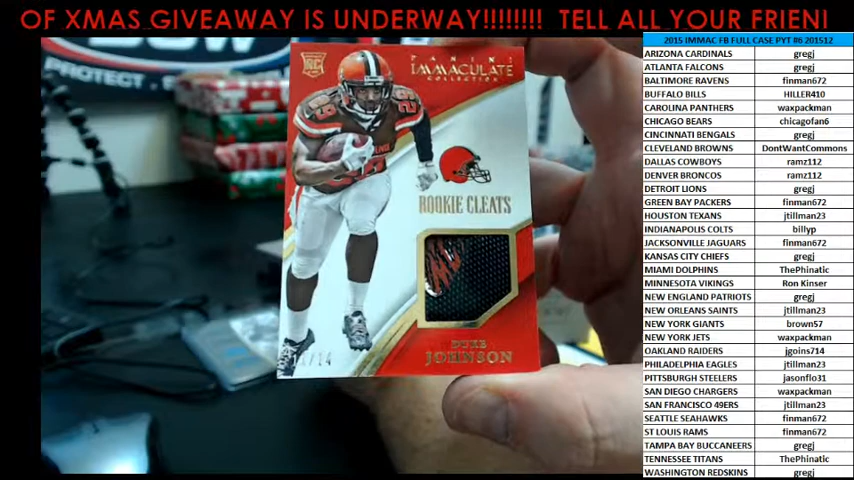 OF XMAS GIVEAWAY IS UNDERWAY!!!!!!!! TELL ALL YOUR FRIENI
2015 IMMAC FB FULL CASE PYT #6 201512
ARIZONA CARDINALS gregj
ATLANTA FALCONS gregj
BALTIMORE RAVENS finman672
BUFFALO BILLS HILLER410
CAROLINA PANTHERS waxpackman
CHICAGO BEARS chicagofan6
CINCINNATI BENGALS gregj
CLEVELAND BROWNS DontWantCommons
DALLAS COWBOYS ramz112
DENVER BRONCOS ramz112
DETROIT LIONS gregj
GREEN BAY PACKERS finman672
HOUSTON TEXANS jtillman23
INDIANAPOLIS COLTS billyp
JACKSONVILLE JAGUARS finman672
KANSAS CITY CHIEFS gregj
MIAMI DOLPHINS ThePhinatic
MINNESOTA VIKINGS Ron Kinser
NEW ENGLAND PATRIOTS gregj
NEW ORLEANS SAINTS jtillman23
NEW YORK GIANTS brown57
NEW YORK JETS waxpackman
OAKLAND RAIDERS jgoins714
PHILADELPHIA EAGLES jtillman23
PITTSBURGH STEELERS jasonflo31
SAN DIEGO CHARGERS waxpackman
SAN FRANCISCO 49ERS jtillman23
SEATTLE SEAHAWKS finman672
ST LOUIS RAMS finman672
TAMPA BAY BUCCANEERS gregj
TENNESSEE TITANS ThePhinatic
WASHINGTON REDSKINS gregj
PROTECT
RC
PANINI
IMMACULATE
COLLECTION
ROOKIE CLEATS
DUKE
JOHNSON